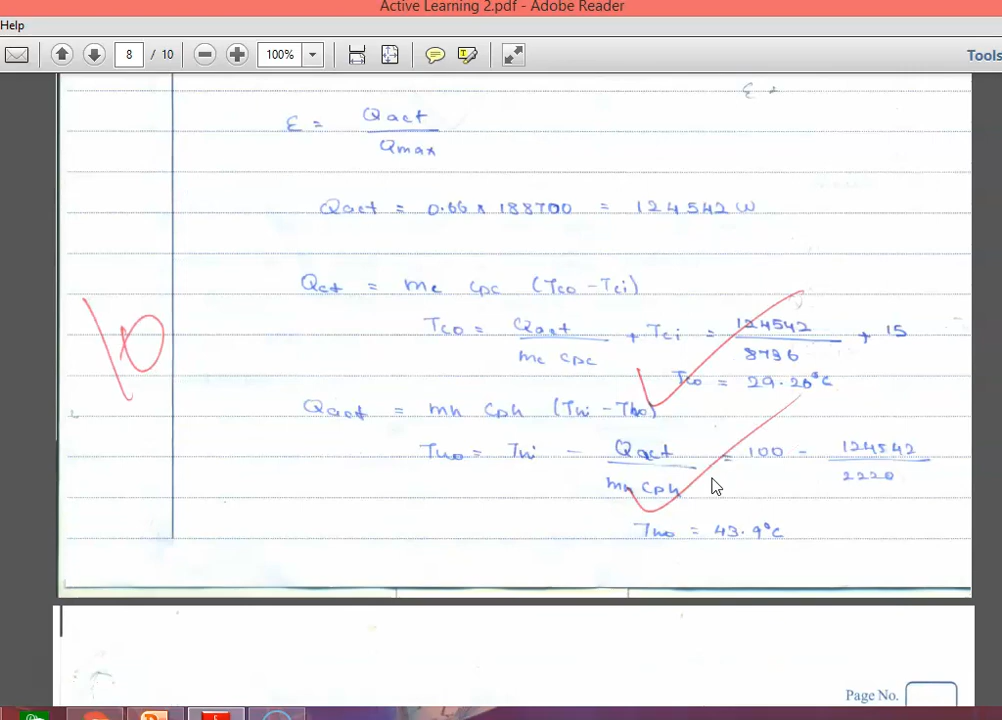 Active Learning 2.pdf - Adobe Reader
Help
8 / 10 100% Tools
ε =
ε = Qact / Qmax
Qact = 0.66 x 188700 = 124542 W
Qct = mc cpc (Tco - Tci)
Tco = Qact / mc cpc + Tci = 124542 / 8796 + 15
Tco = 29.20°C
Qact = mh cph (Thi - Tho)
Tho = Thi - Qact / mh cph = 100 - 124542 / 2220
Tho = 43.9°C
10
Page No.